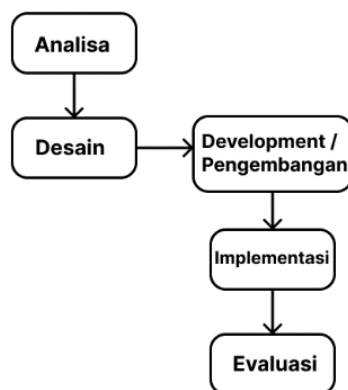 Analisa
Desain
Development /
Pengembangan
Implementasi
Evaluasi